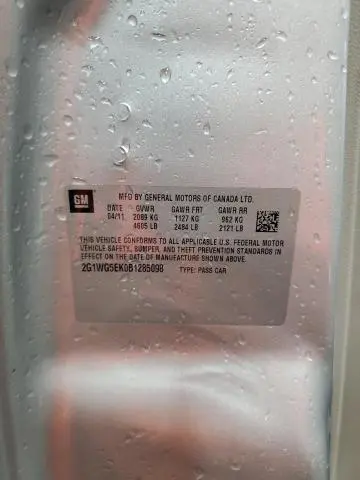 GM
MFD BY GENERAL MOTORS OF CANADA LTD.
DATE GVWR GAWR FRT GAWR RR
04/11 2089 KG 1127 KG 962 KG
4605 LB 2484 LB 2121 LB
THIS VEHICLE CONFORMS TO ALL APPLICABLE U.S. FEDERAL MOTOR
VEHICLE SAFETY, BUMPER, AND THEFT PREVENTION STANDARDS IN
EFFECT ON THE DATE OF MANUFACTURE SHOWN ABOVE.
2G1WG5EK0B1285098 TYPE: PASS CAR